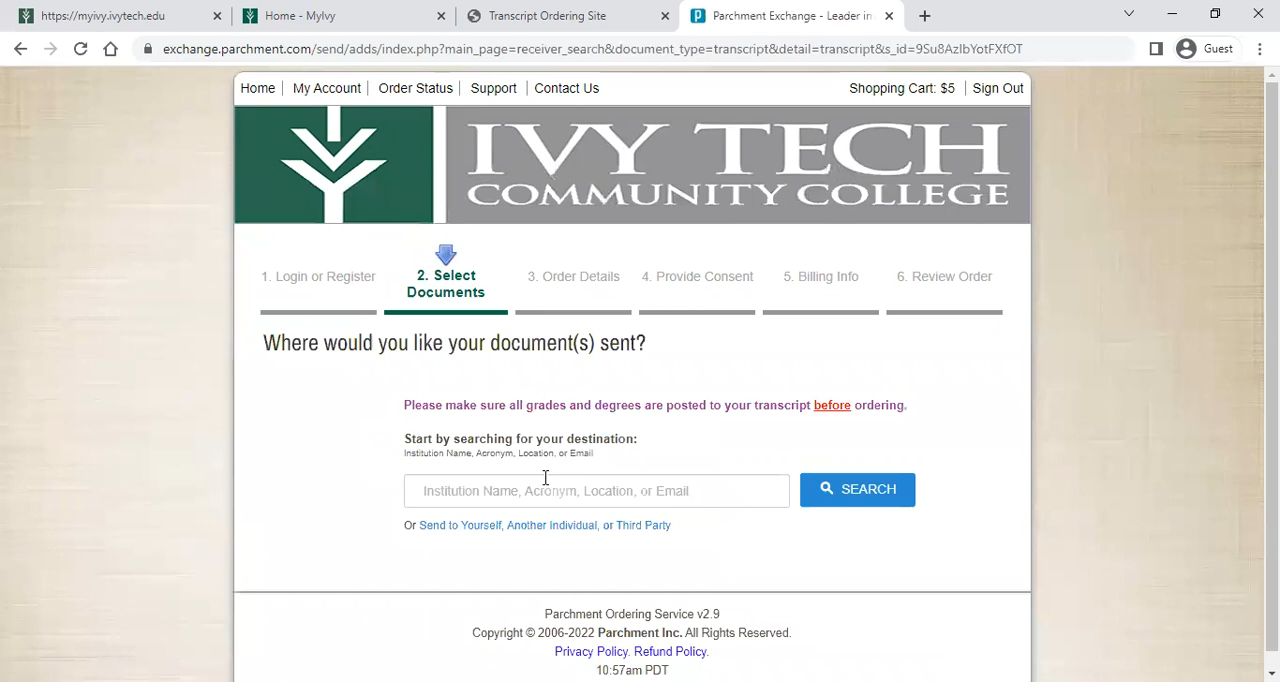 https://myivy.ivytech.edu
Home - MyIvy
Transcript Ordering Site
Parchment Exchange - Leader in
exchange.parchment.com/send/adds/index.php?main_page=receiver_search&document_type=transcript&detail=transcript&s_id=9Su8AzIbYotFXfOT
Guest
Home
My Account
Order Status
Support
Contact Us
Shopping Cart: $5
Sign Out
IVY TECH
COMMUNITY COLLEGE
1. Login or Register
2. Select
Documents
3. Order Details
4. Provide Consent
5. Billing Info
6. Review Order
Where would you like your document(s) sent?
Please make sure all grades and degrees are posted to your transcript before ordering.
Start by searching for your destination:
Institution Name, Acronym, Location, or Email
Institution Name, Acronym, Location, or Email
SEARCH
Or Send to Yourself, Another Individual, or Third Party
Parchment Ordering Service v2.9
Copyright © 2006-2022 Parchment Inc. All Rights Reserved.
Privacy Policy. Refund Policy.
10:57am PDT